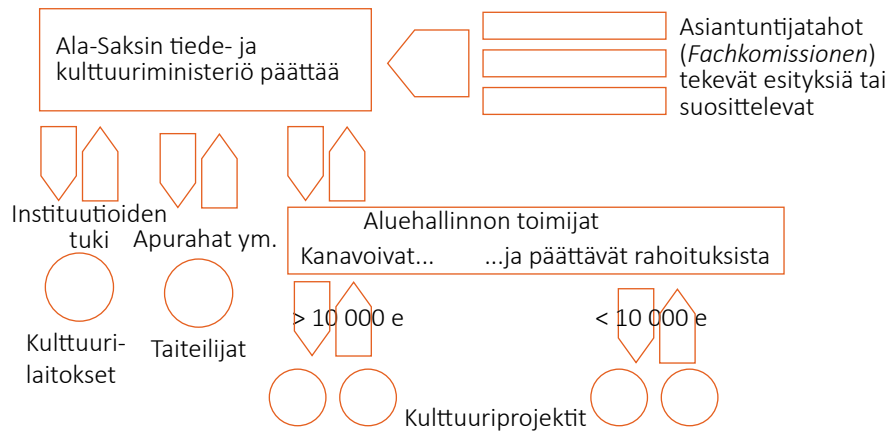 Ala-Saksin tiede- ja
kulttuuriministeriö päättää
Asiantuntijatahot
(Fachkomissionen)
tekevät esityksiä tai
suosittelevat
Instituutioiden
tuki
Apurahat ym.
Aluehallinnon toimijat
Kanavoivat...
...ja päättävät rahoituksista
> 10 000 e
< 10 000 e
Kulttuuri-
laitokset
Taiteilijat
Kulttuuriprojektit